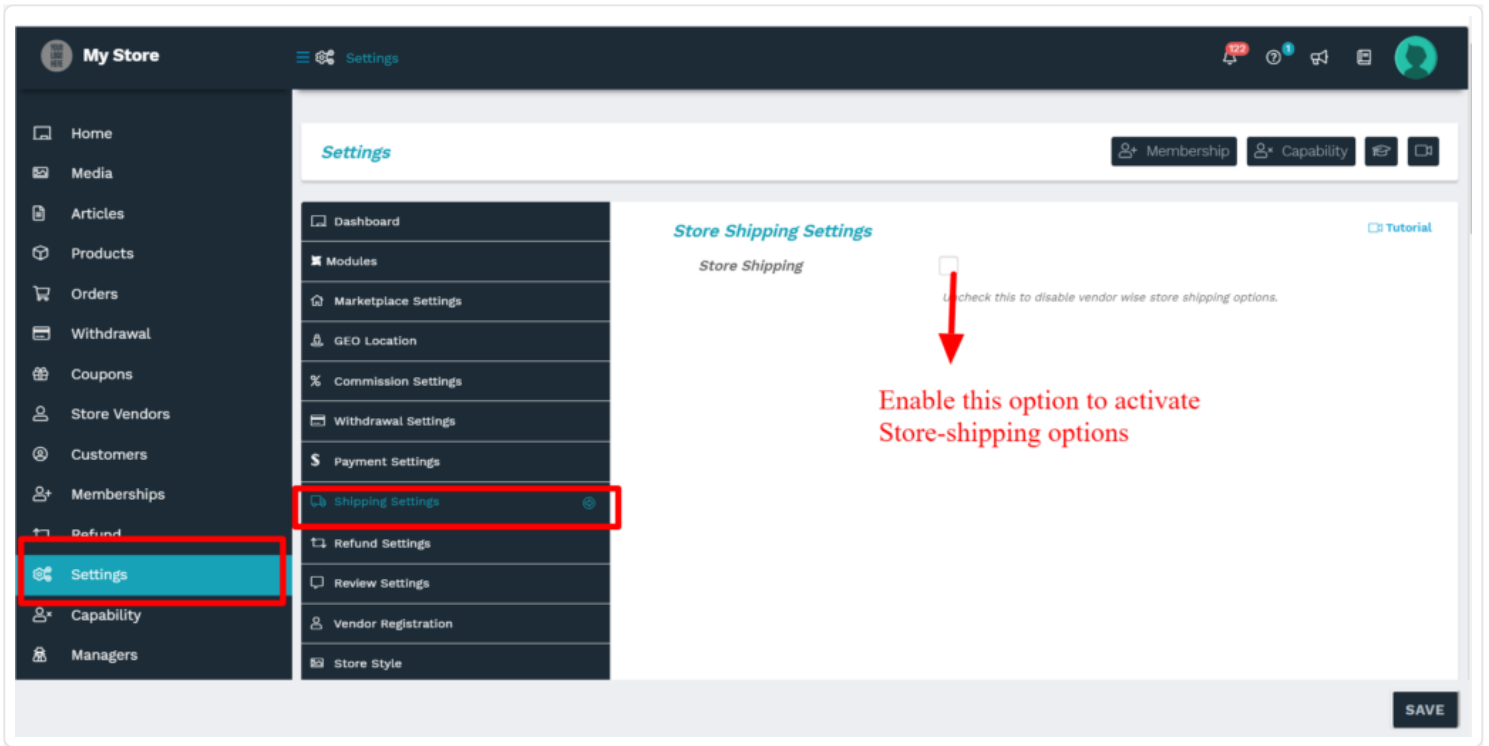 YOUR LOGO HERE
My Store
Settings
122
1
Home
Media
Articles
Products
Orders
Withdrawal
Coupons
Store Vendors
Customers
Memberships
Refund
Settings
Capability
Managers
Settings
Membership
Capability
Dashboard
Modules
Marketplace Settings
GEO Location
Commission Settings
Withdrawal Settings
Payment Settings
Shipping Settings
Refund Settings
Review Settings
Vendor Registration
Store Style
Store Shipping Settings
Tutorial
Store Shipping
Uncheck this to disable vendor wise store shipping options.
Enable this option to activate
Store-shipping options
SAVE